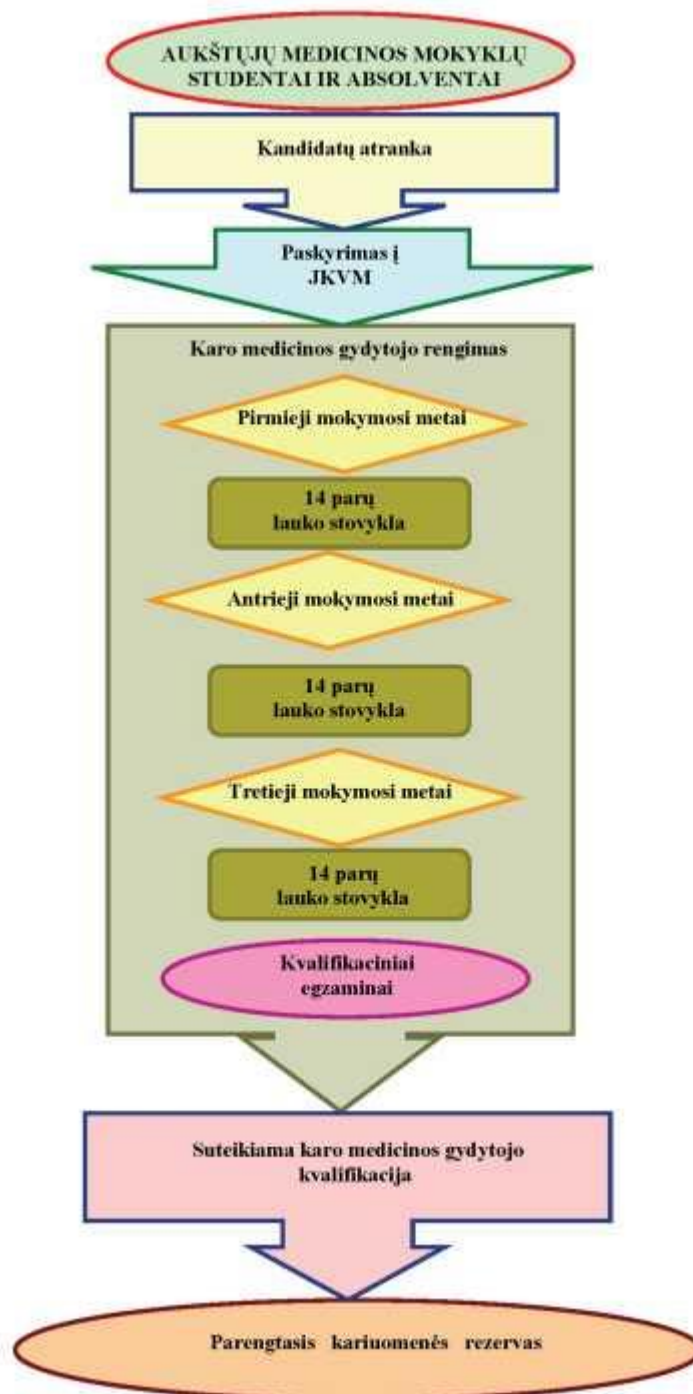 AUKŠTŲJŲ MEDICINOS MOKYKLŲ
STUDENTAI IR ABSOLVENTAI
Kandidatų atranka
Paskyrimas į
JKVM
Karo medicinos gydytojo rengimas
Pirmieji mokymosi metai
14 parų
lauko stovykla
Antrieji mokymosi metai
14 parų
lauko stovykla
Tretieji mokymosi metai
14 parų
lauko stovykla
Kvalifikaciniai
egzaminai
Suteikiama karo medicinos gydytojo
kvalifikacija
Parengtasis kariuomenės rezervas